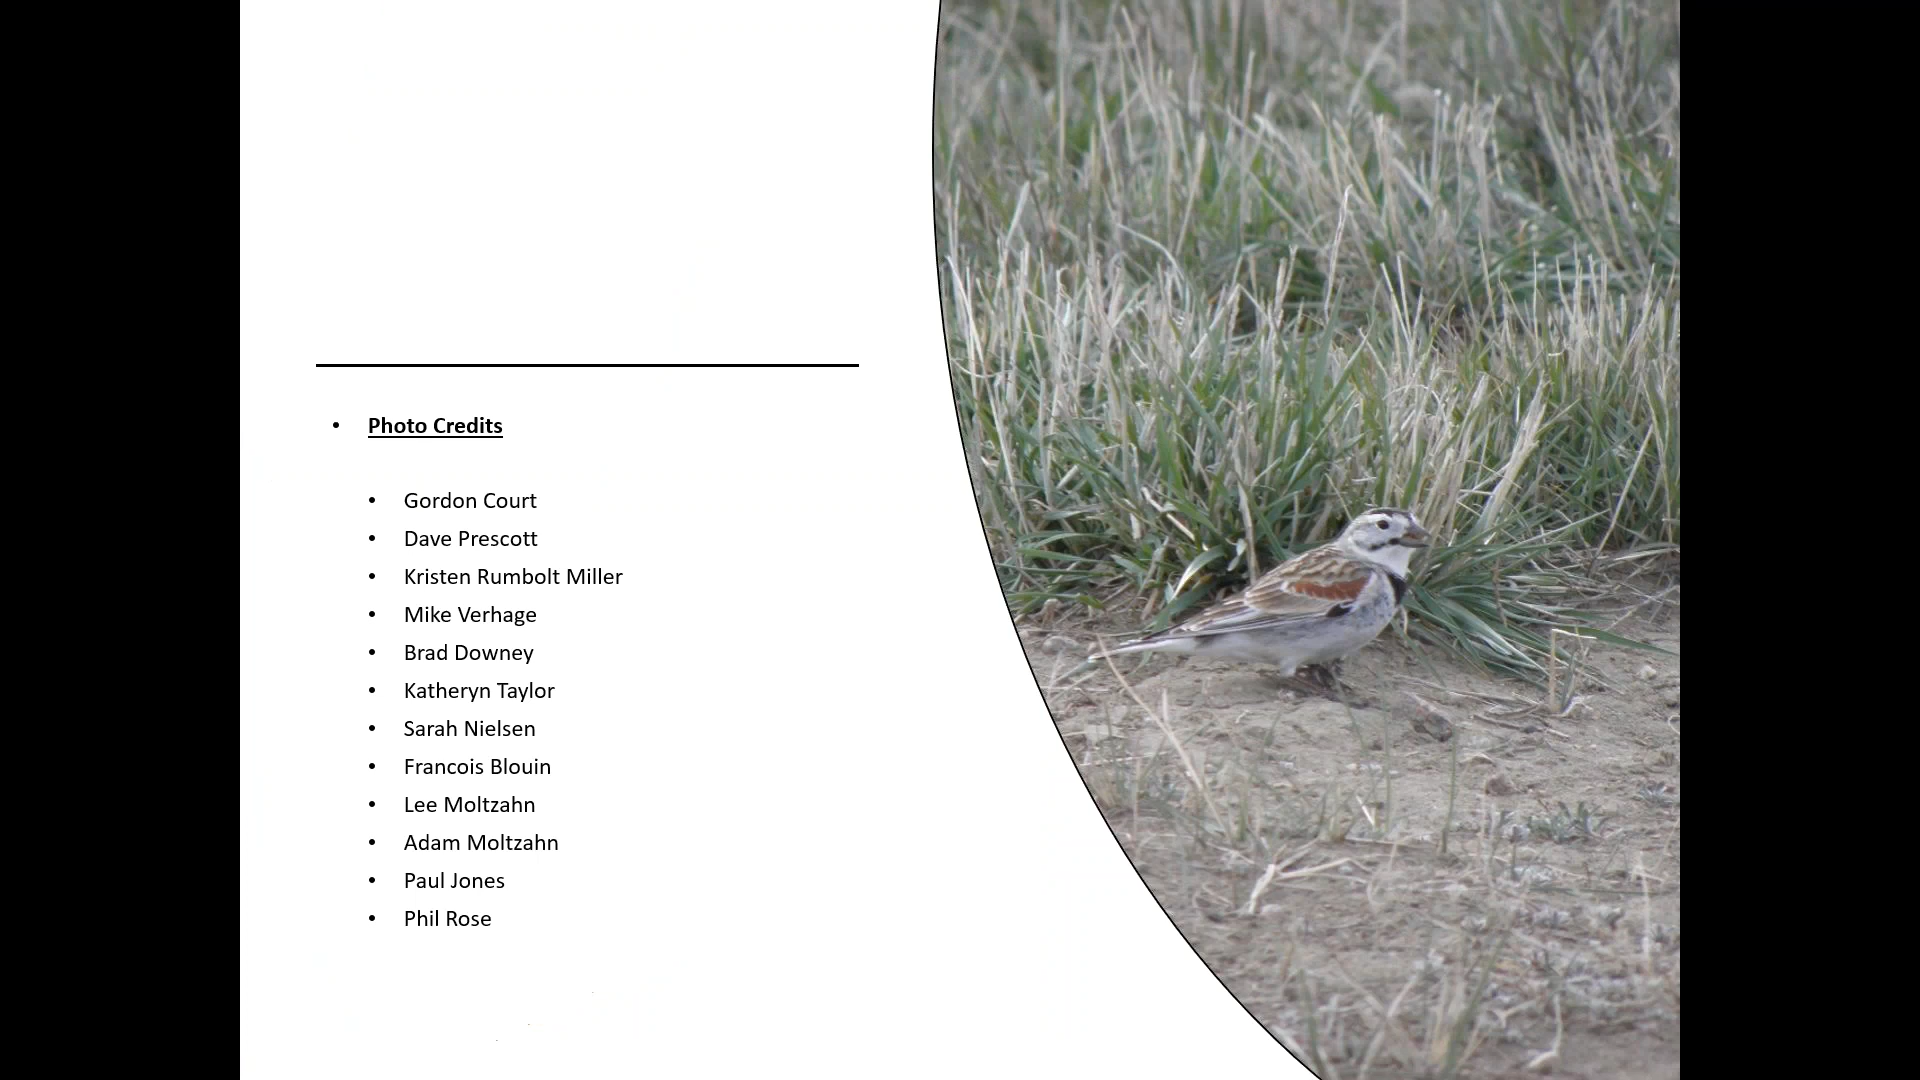 • Photo Credits
• Gordon Court
• Dave Prescott
• Kristen Rumbolt Miller
• Mike Verhage
• Brad Downey
• Katheryn Taylor
• Sarah Nielsen
• Francois Blouin
• Lee Moltzahn
• Adam Moltzahn
• Paul Jones
• Phil Rose